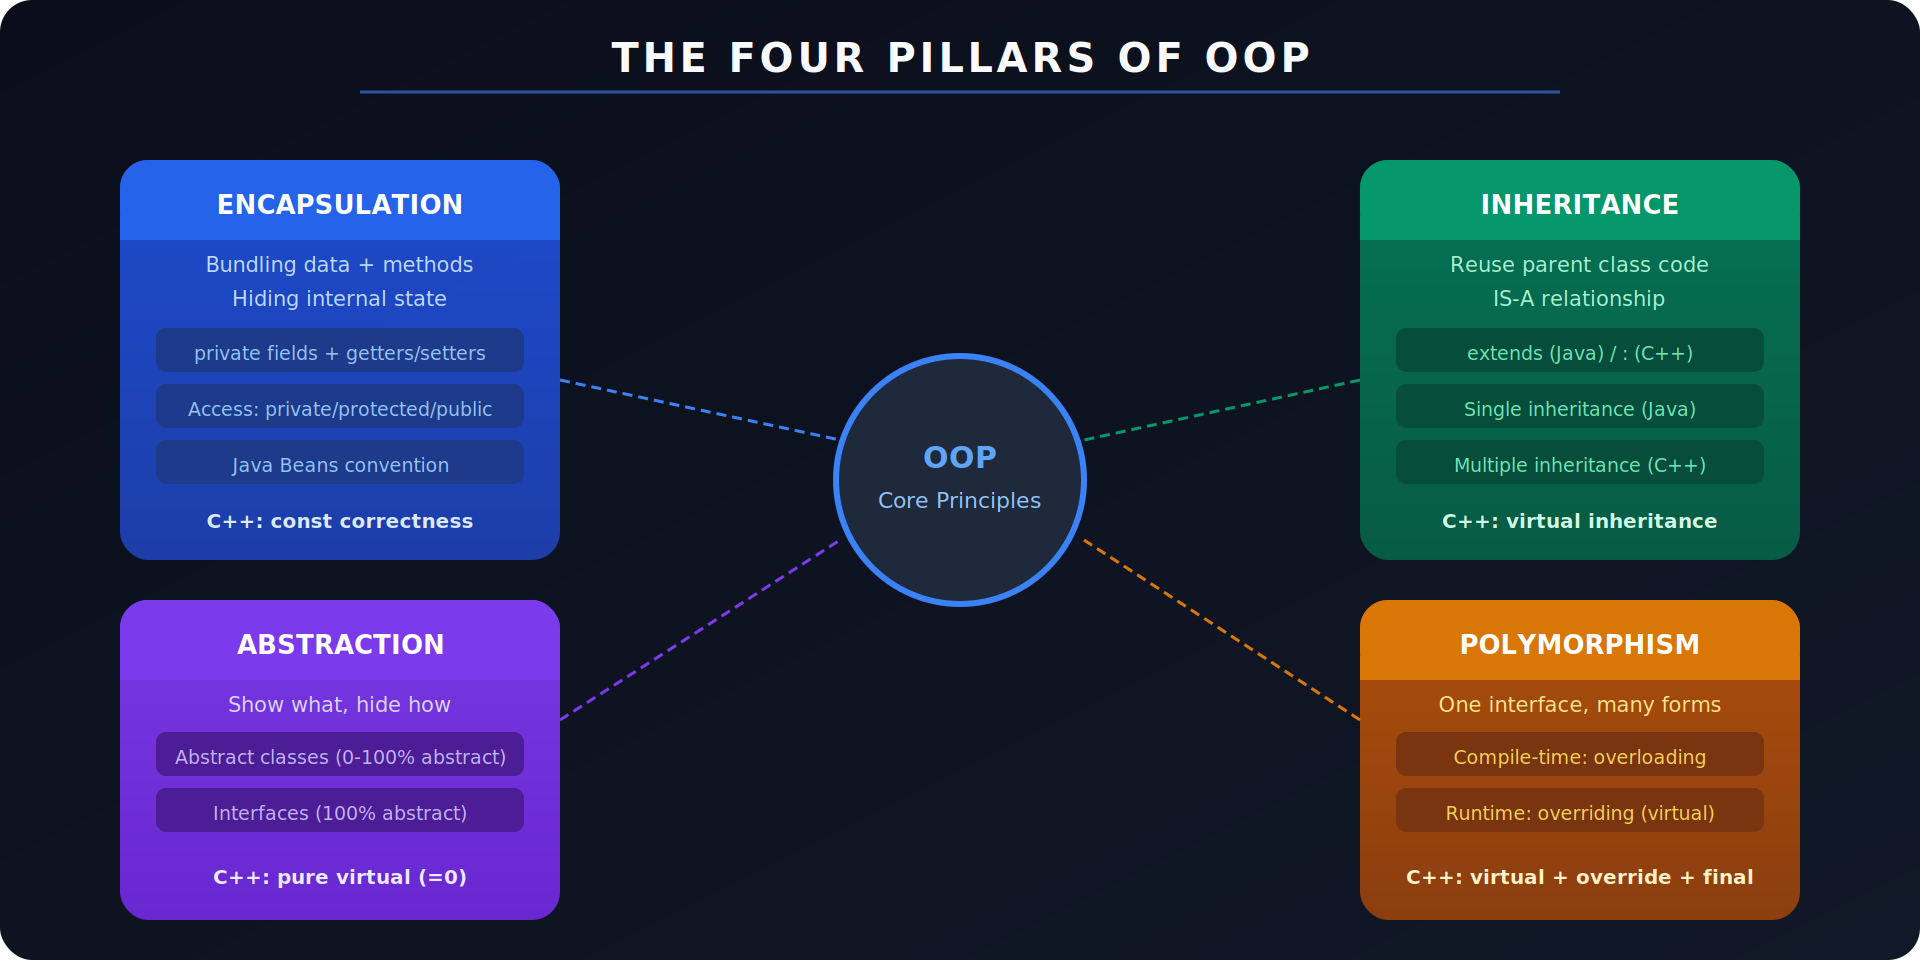 THE FOUR PILLARS OF OOP
ENCAPSULATION
Bundling data + methods
Hiding internal state
private fields + getters/setters
Access: private/protected/public
Java Beans convention
C++: const correctness
INHERITANCE
Reuse parent class code
IS-A relationship
extends (Java) / : (C++)
Single inheritance (Java)
Multiple inheritance (C++)
C++: virtual inheritance
OOP
Core Principles
ABSTRACTION
Show what, hide how
Abstract classes (0-100% abstract)
Interfaces (100% abstract)
C++: pure virtual (=0)
POLYMORPHISM
One interface, many forms
Compile-time: overloading
Runtime: overriding (virtual)
C++: virtual + override + final